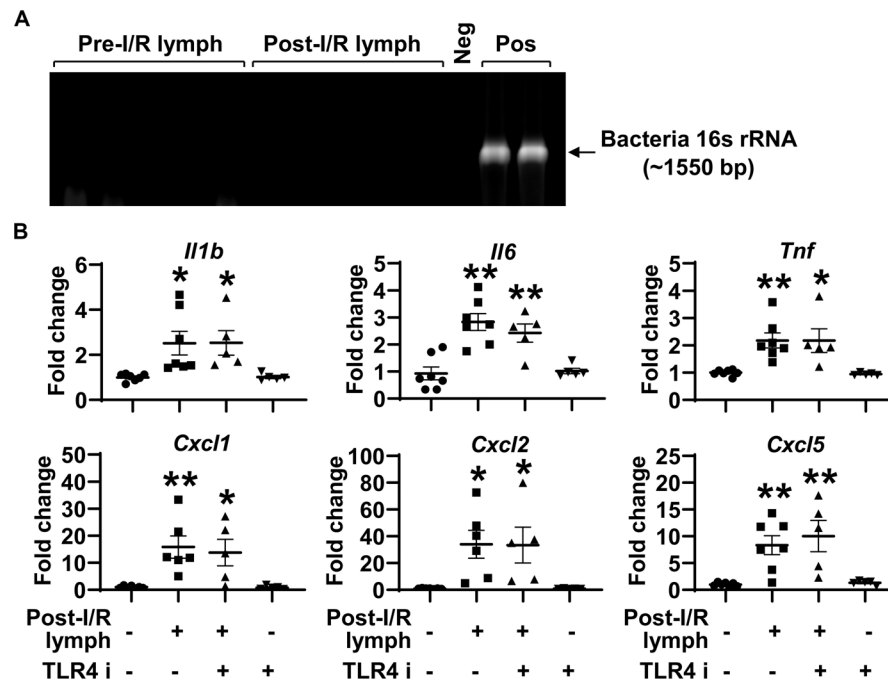 A
Pre-I/R lymph Post-I/R lymph Neg Pos
Bacteria 16s rRNA
(~1550 bp)
B
Il1b Il6 Tnf
Fold change Fold change Fold change
6 4 2 0
5 4 3 2 1 0
5 4 3 2 1 0
* * ** ** ** *
Cxcl1 Cxcl2 Cxcl5
Fold change Fold change Fold change
50 40 30 20 10 0
100 80 60 40 20 0
25 20 15 10 5 0
** * * * ** **
Post-I/R
lymph - + + - - + + - - + + -
TLR4 i - - + + - - + + - - + +